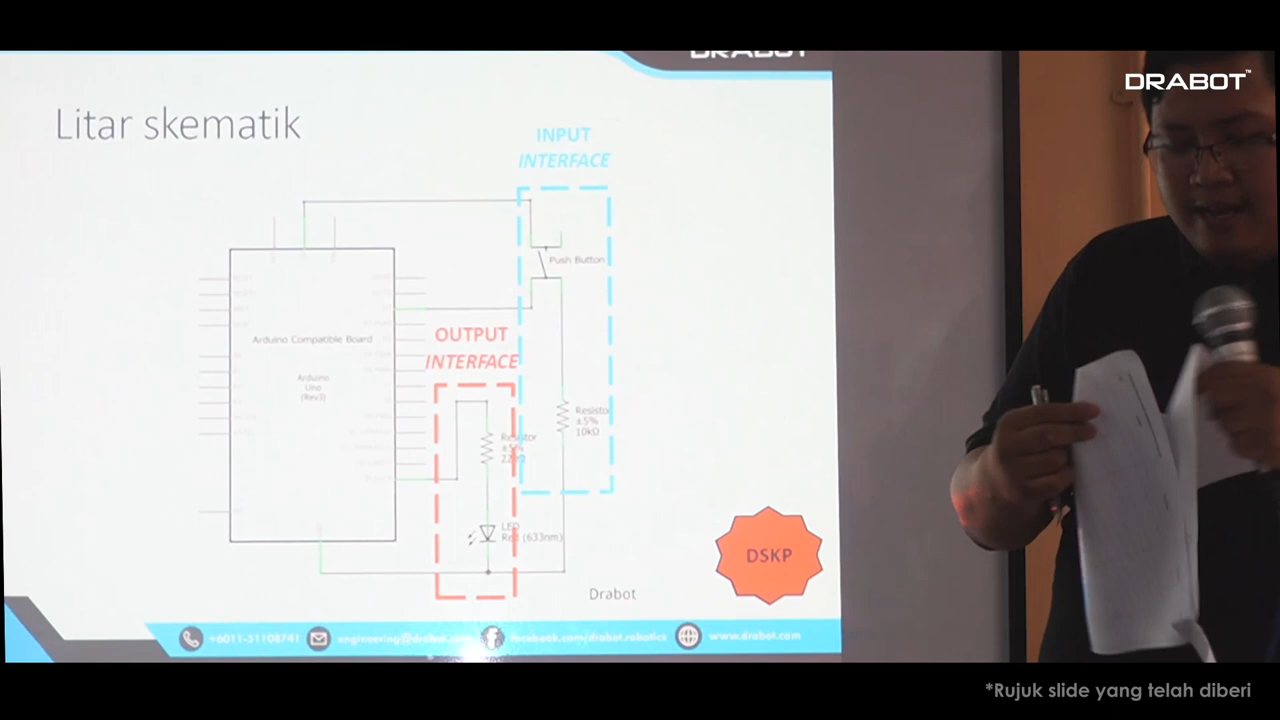 DRABOT
DRABOT™
Litar skematik
INPUT
INTERFACE
Push Button
OUTPUT
INTERFACE
Arduino Compatible Board
Arduino
Uno
(Rev3)
Resistor
±5%
10kΩ
Resistor
±5%
LED
Red (633nm)
DSKP
Drabot
+6011-31108741
engineering@drabot.com
facebook.com/drabot.robotics
www.drabot.com
*Rujuk slide yang telah diberi